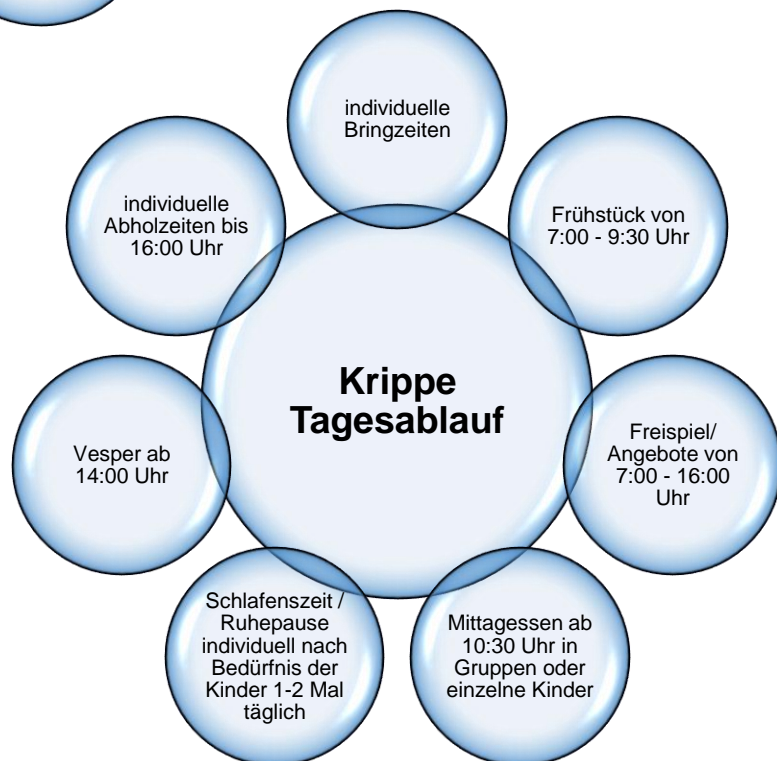 individuelle
Bringzeiten
Frühstück von
7:00 - 9:30 Uhr
Freispiel/
Angebote von
7:00 - 16:00
Uhr
Mittagessen ab
10:30 Uhr in
Gruppen oder
einzelne Kinder
Schlafenszeit /
Ruhepause
individuell nach
Bedürfnis der
Kinder 1-2 Mal
täglich
Vesper ab
14:00 Uhr
individuelle
Abholzeiten bis
16:00 Uhr
Krippe
Tagesablauf